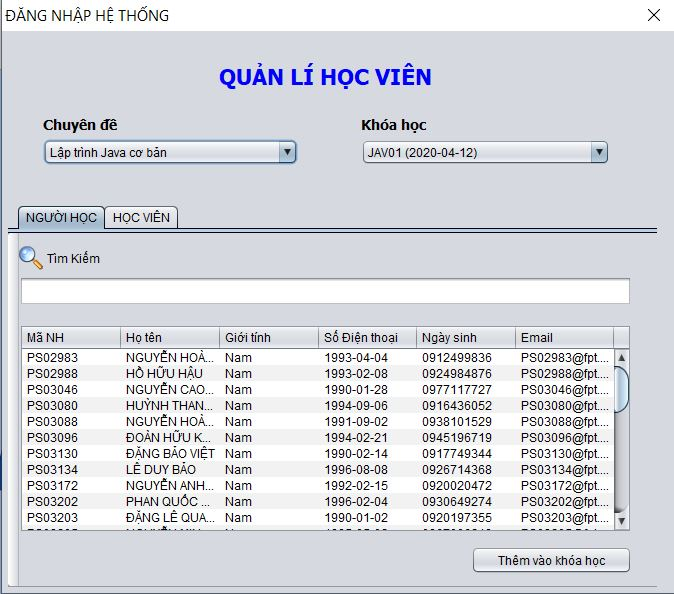 ĐĂNG NHẬP HỆ THỐNG
QUẢN LÍ HỌC VIÊN
Chuyên đề Khóa học
Lập trình Java cơ bản JAV01 (2020-04-12)
NGƯỜI HỌC HỌC VIÊN
Tìm Kiếm
Mã NH Họ tên Giới tính Số Điện thoại Ngày sinh Email
PS02983 NGUYỄN HOÀ... Nam 1993-04-04 0912499836 PS02983@fpt....
PS02988 HỒ HỮU HẬU Nam 1993-02-08 0924984876 PS02988@fpt....
PS03046 NGUYỄN CAO... Nam 1990-01-28 0977117727 PS03046@fpt....
PS03080 HUỲNH THAN... Nam 1994-09-06 0916436052 PS03080@fpt....
PS03088 NGUYỄN HOÀ... Nam 1991-09-02 0938101529 PS03088@fpt....
PS03096 ĐOÀN HỮU K... Nam 1994-02-21 0945196719 PS03096@fpt....
PS03130 ĐẶNG BẢO VIỆT Nam 1990-02-14 0917749344 PS03130@fpt....
PS03134 LÊ DUY BẢO Nam 1996-08-08 0926714368 PS03134@fpt....
PS03172 NGUYỄN ANH... Nam 1992-02-15 0920020472 PS03172@fpt....
PS03202 PHAN QUỐC ... Nam 1996-02-04 0930649274 PS03202@fpt....
PS03203 ĐẶNG LÊ QUA... Nam 1990-01-02 0920197355 PS03203@fpt....
Thêm vào khóa học